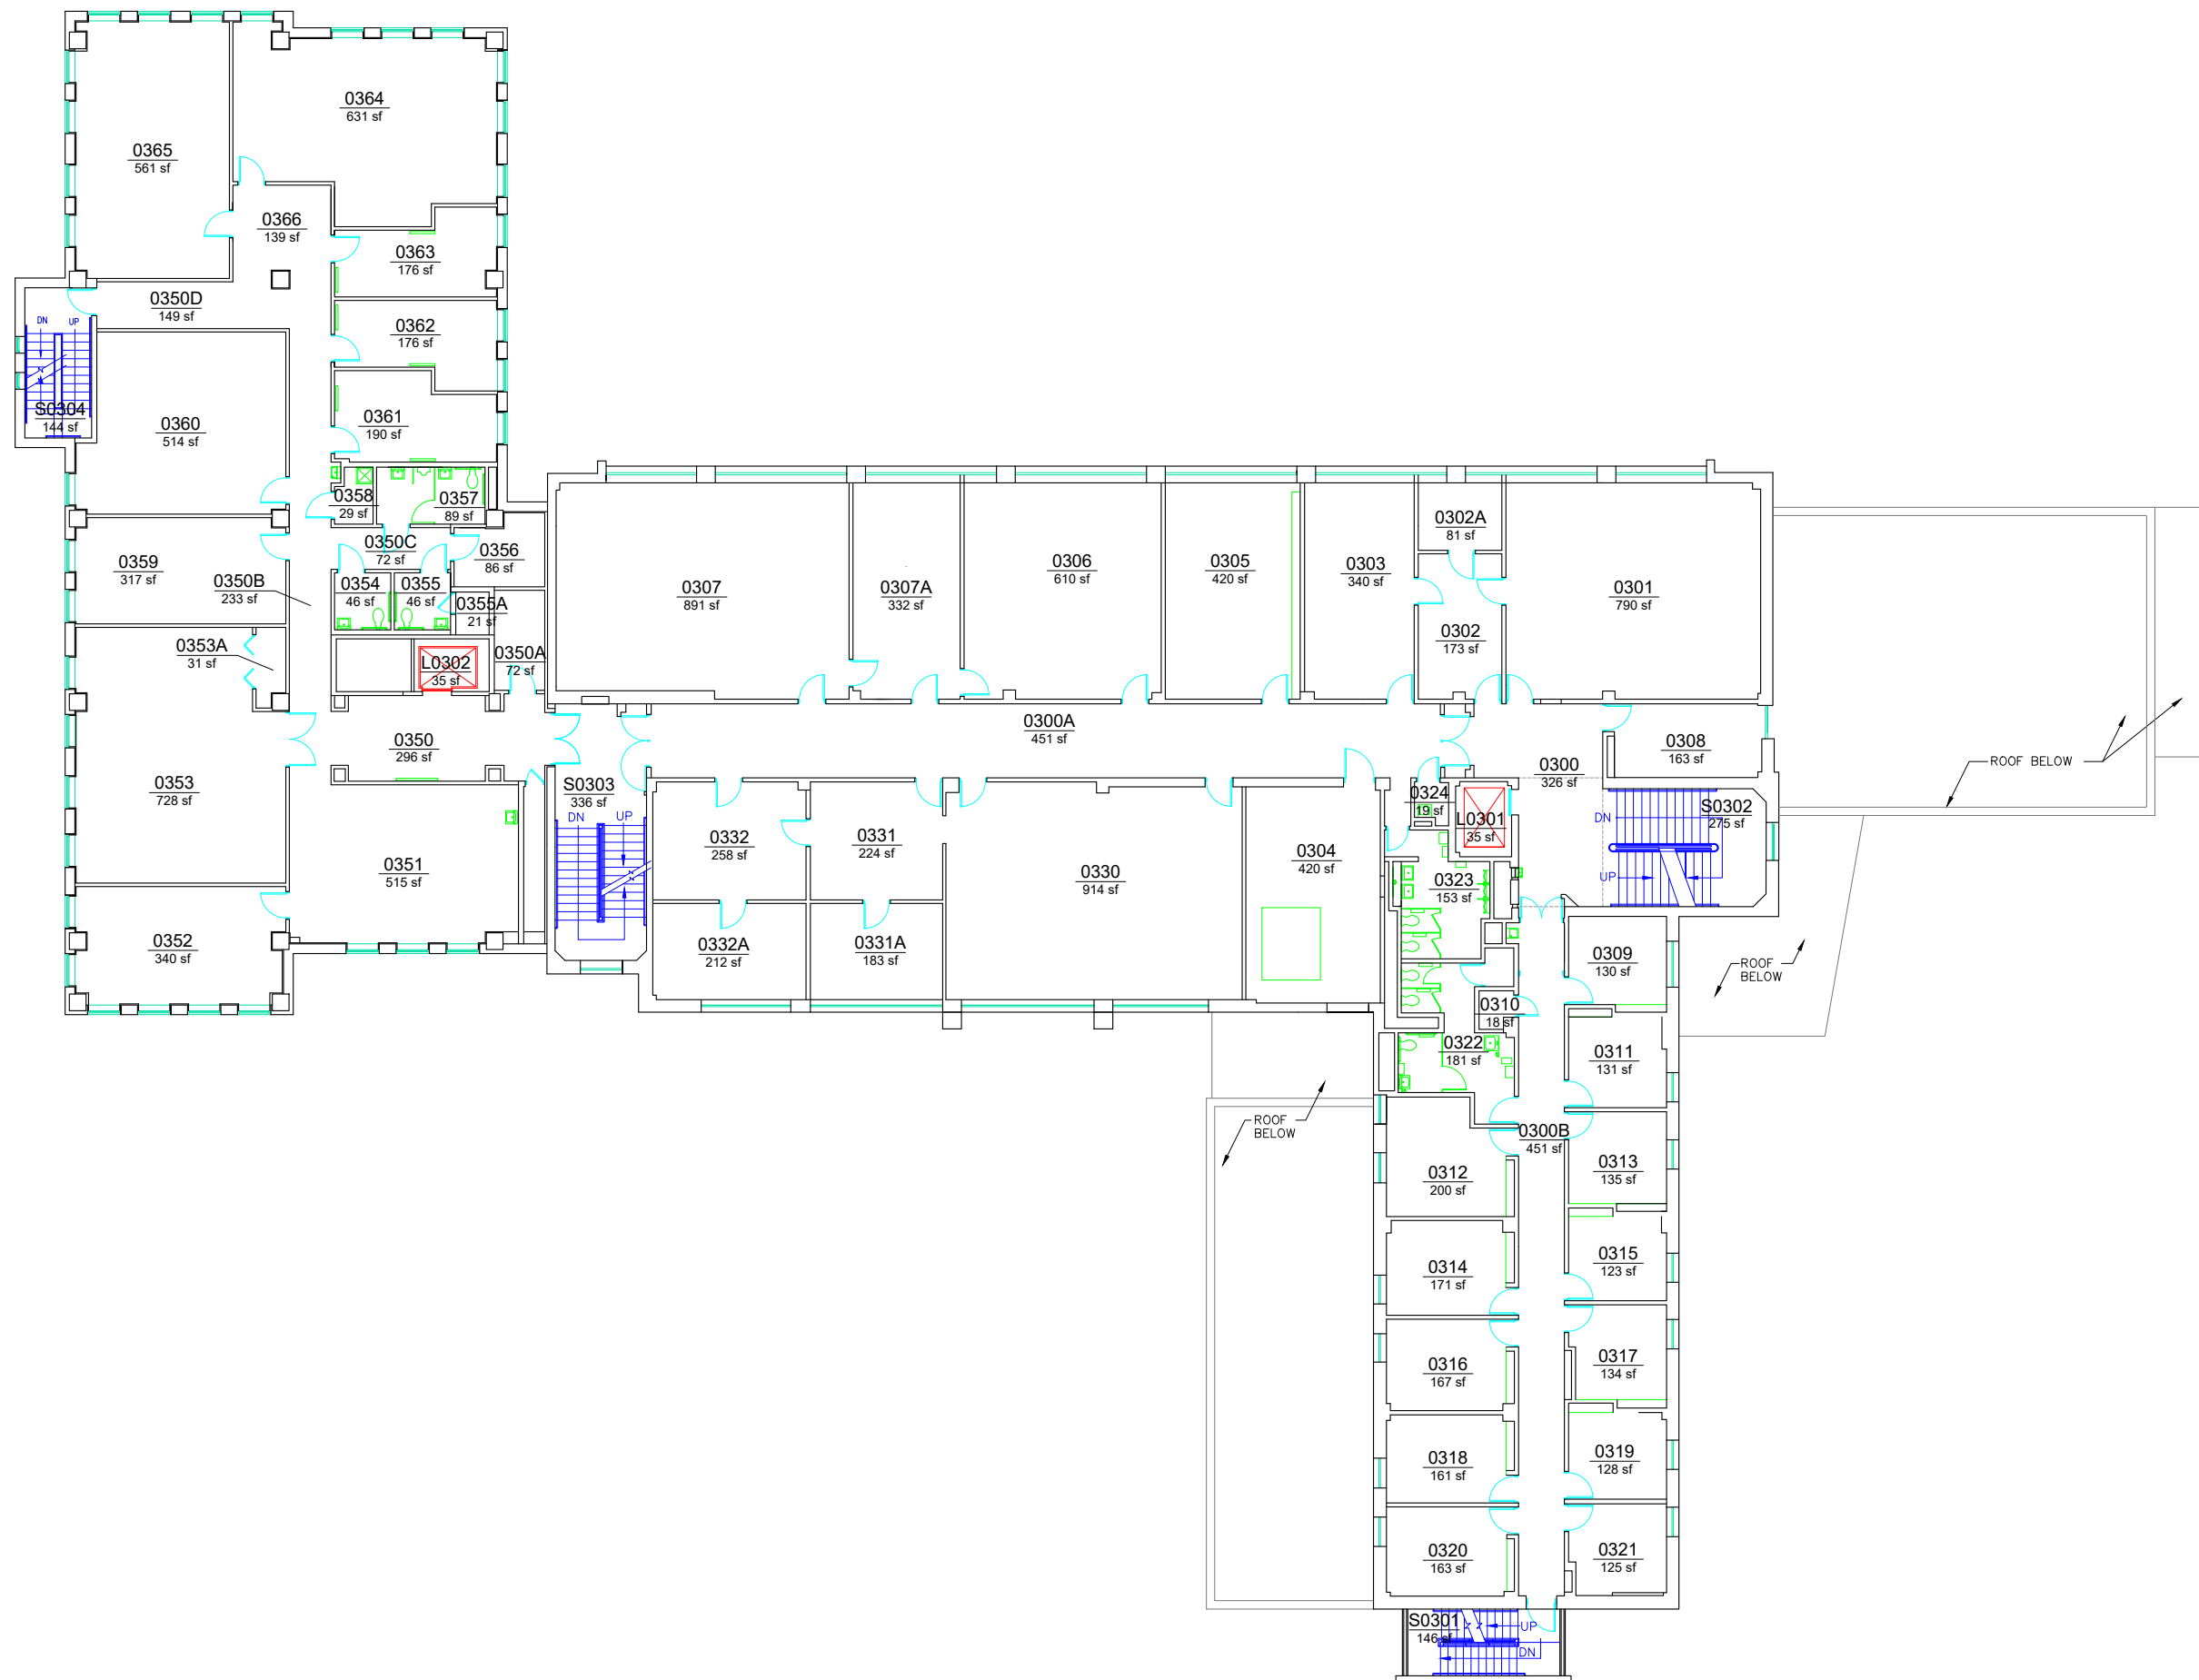 0364
631 sf
0365
561 sf
0366
139 sf
0363
176 sf
0350D
149 sf
DN
UP
0362
176 sf
S0304
144 sf
0360
514 sf
0361
190 sf
0358
29 sf
0357
89 sf
0350C
72 sf
0356
86 sf
0359
317 sf
0350B
233 sf
0354
46 sf
0355
46 sf
0355A
21 sf
0353A
31 sf
L0302
35 sf
0350A
72 sf
0350
296 sf
0353
728 sf
0351
515 sf
0352
340 sf
0307
891 sf
0307A
332 sf
0306
610 sf
0305
420 sf
0303
340 sf
0302A
81 sf
0302
173 sf
0301
790 sf
0300A
451 sf
0308
163 sf
0300
326 sf
ROOF BELOW
S0303
336 sf
DN
UP
0332
258 sf
0331
224 sf
0330
914 sf
0304
420 sf
0324
19 sf
L0301
35 sf
S0302
275 sf
DN
UP
0323
153 sf
0332A
212 sf
0331A
183 sf
0309
130 sf
ROOF
BELOW
0310
18 sf
0322
181 sf
0311
131 sf
ROOF
BELOW
0300B
451 sf
0312
200 sf
0313
135 sf
0314
171 sf
0315
123 sf
0316
167 sf
0317
134 sf
0318
161 sf
0319
128 sf
0320
163 sf
0321
125 sf
S0301
146 sf
UP
DN